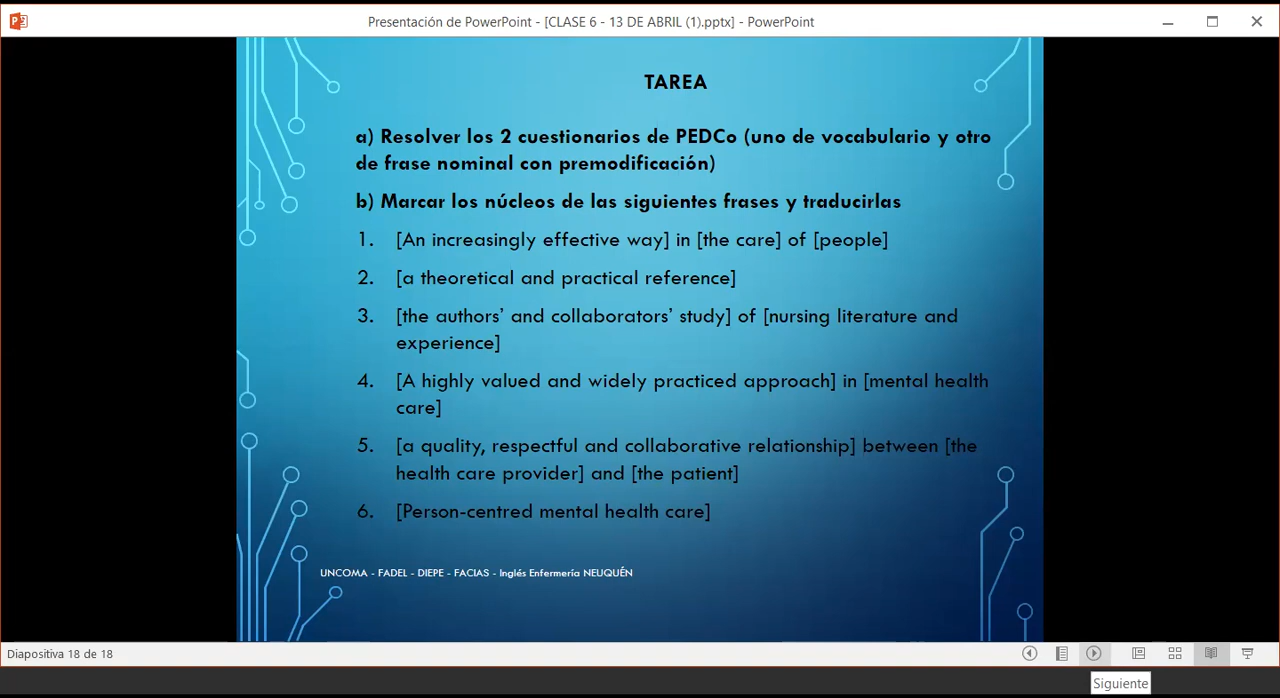 Presentación de PowerPoint - [CLASE 6 - 13 DE ABRIL (1).pptx] - PowerPoint
TAREA
a) Resolver los 2 cuestionarios de PEDCo (uno de vocabulario y otro
de frase nominal con premodificación)
b) Marcar los núcleos de las siguientes frases y traducirlas
1. [An increasingly effective way] in [the care] of [people]
2. [a theoretical and practical reference]
3. [the authors’ and collaborators’ study] of [nursing literature and
experience]
4. [A highly valued and widely practiced approach] in [mental health
care]
5. [a quality, respectful and collaborative relationship] between [the
health care provider] and [the patient]
6. [Person-centred mental health care]
UNCOMA - FADEL - DIEPE - FACIAS - Inglés Enfermería NEUQUÉN
Diapositiva 18 de 18
Siguiente